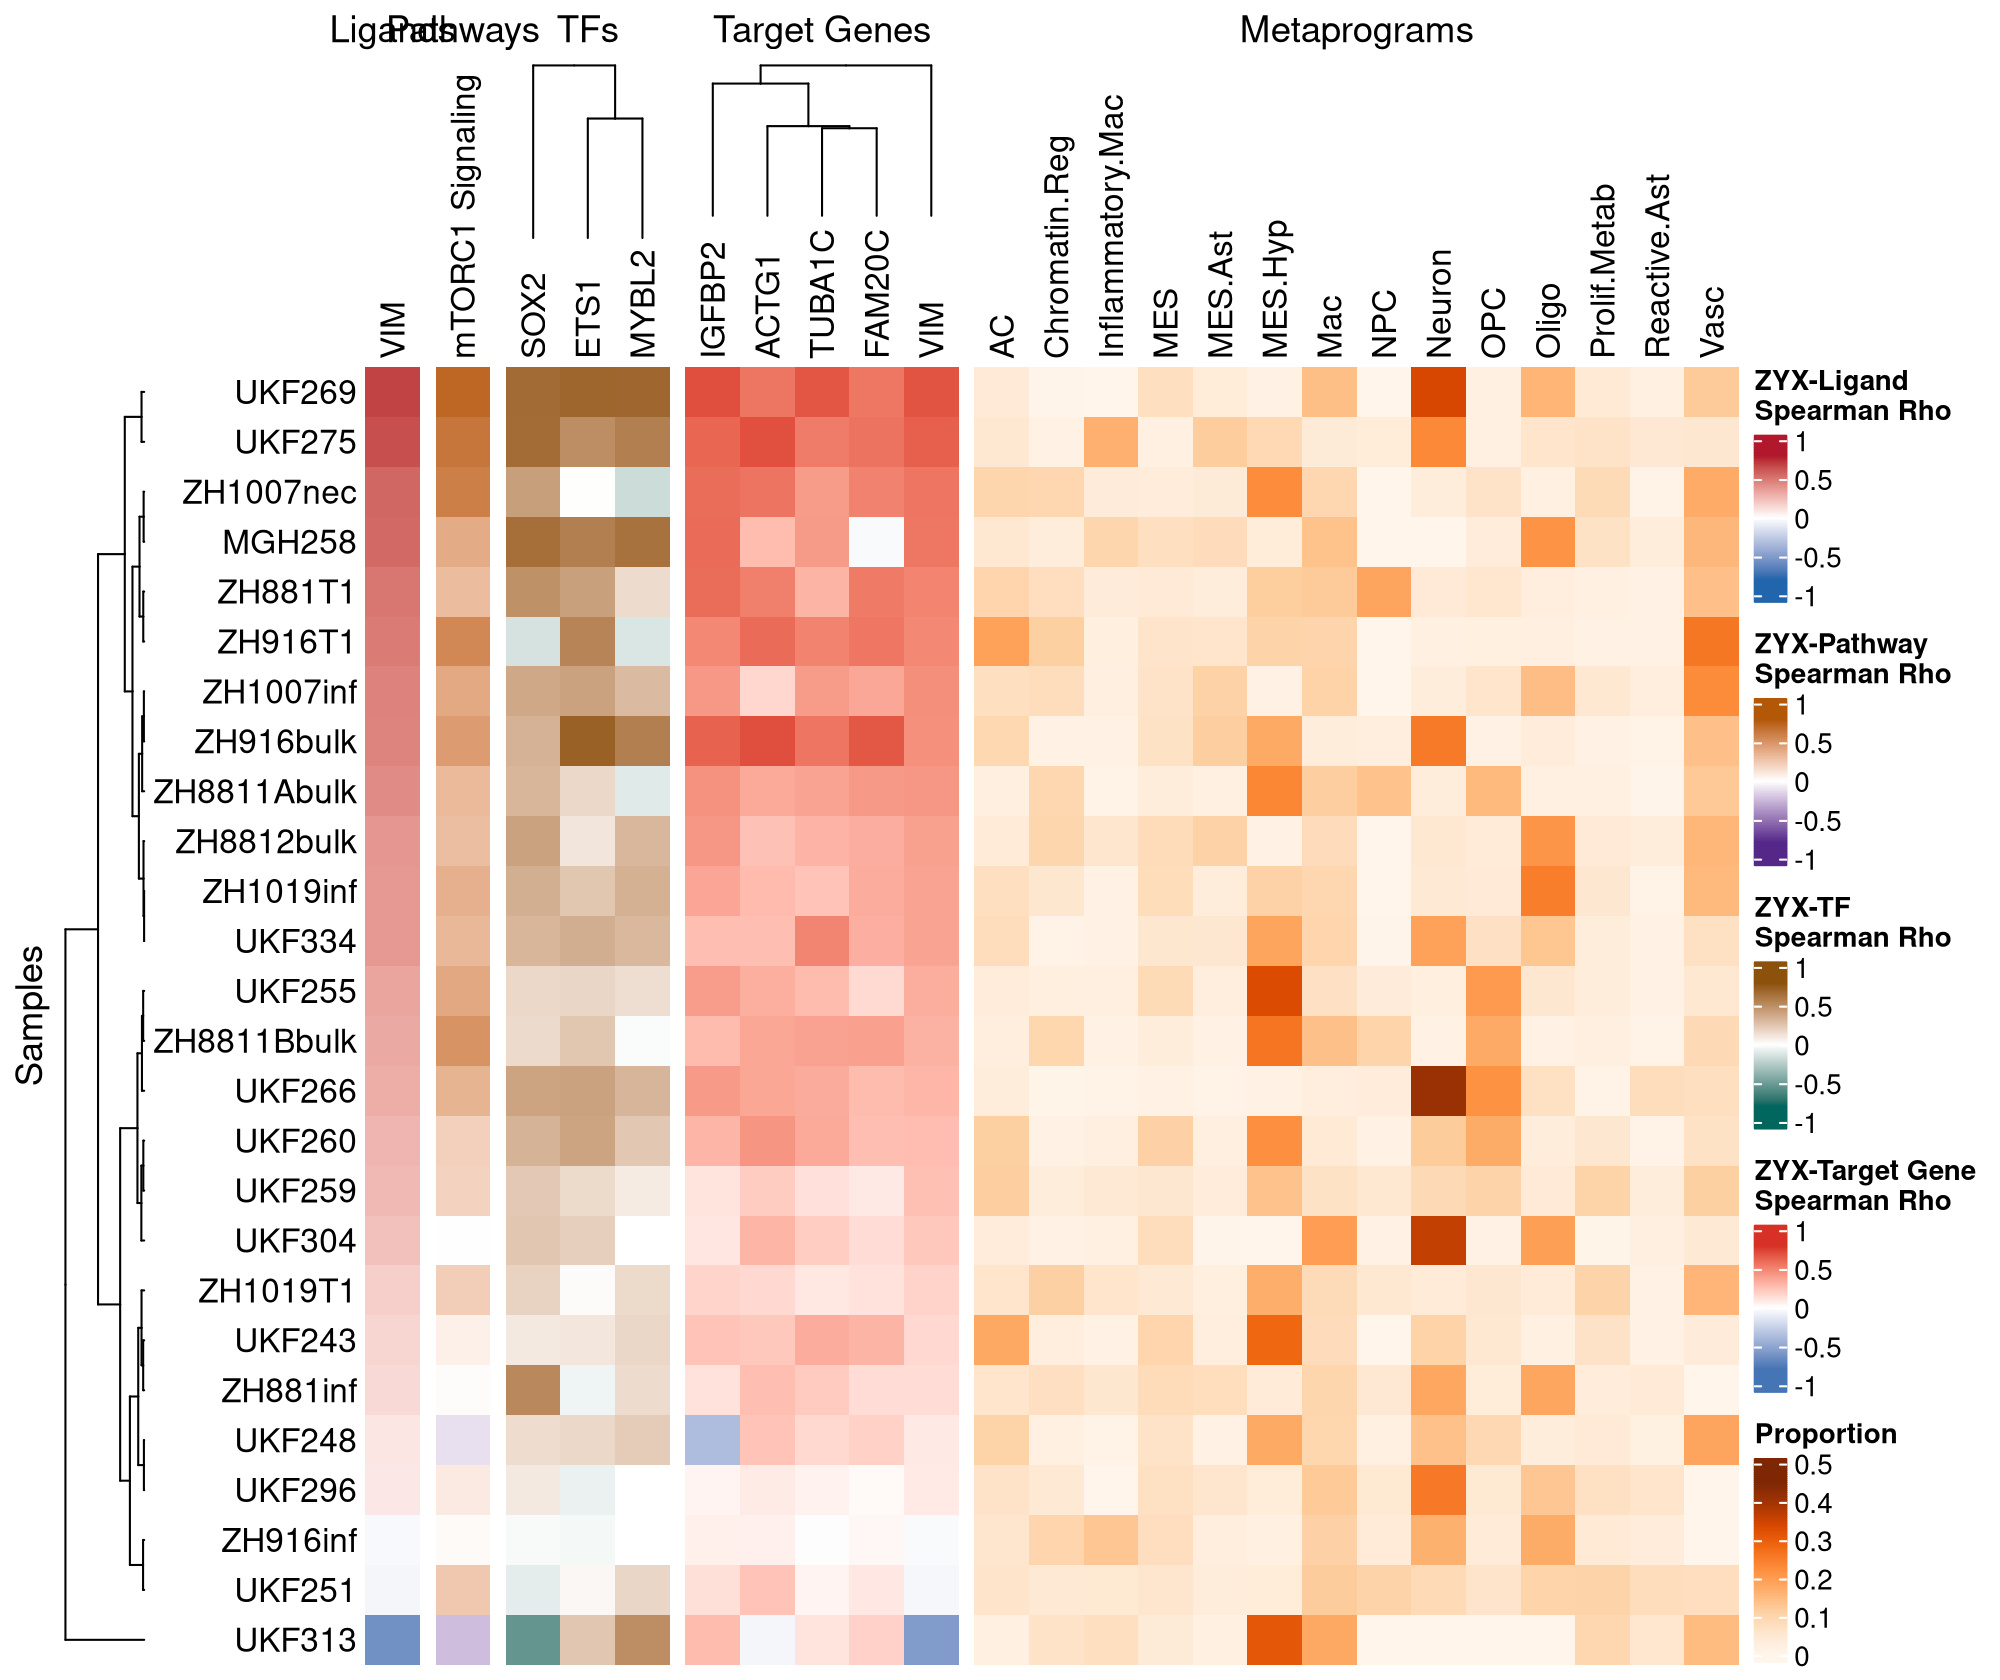 Ligands Pathways TFs Target Genes Metaprograms
VIM
mTORC1 Signaling
SOX2
ETS1
MYBL2
IGFBP2
ACTG1
TUBA1C
FAM20C
VIM
AC
Chromatin.Reg
Inflammatory.Mac
MES
MES.Ast
MES.Hyp
Mac
NPC
Neuron
OPC
Oligo
Prolif.Metab
Reactive.Ast
Vasc
Samples
UKF269
UKF275
ZH1007nec
MGH258
ZH881T1
ZH916T1
ZH1007inf
ZH916bulk
ZH8811Abulk
ZH8812bulk
ZH1019inf
UKF334
UKF255
ZH8811Bbulk
UKF266
UKF260
UKF259
UKF304
ZH1019T1
UKF243
ZH881inf
UKF248
UKF296
ZH916inf
UKF251
UKF313
ZYX-Ligand
Spearman Rho
1
0.5
0
-0.5
-1
ZYX-Pathway
Spearman Rho
1
0.5
0
-0.5
-1
ZYX-TF
Spearman Rho
1
0.5
0
-0.5
-1
ZYX-Target Gene
Spearman Rho
1
0.5
0
-0.5
-1
Proportion
0.5
0.4
0.3
0.2
0.1
0